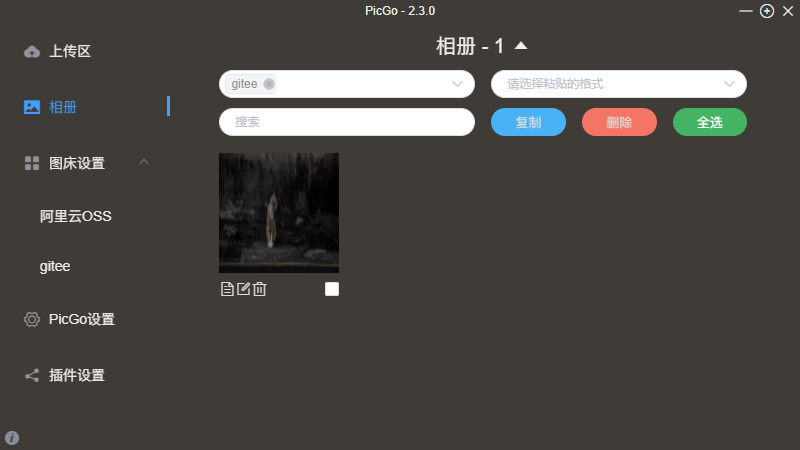 PicGo - 2.3.0
上传区
相册
图床设置
阿里云OSS
gitee
PicGo设置
插件设置
相册 - 1
gitee
请选择粘贴的格式
搜索
复制
删除
全选